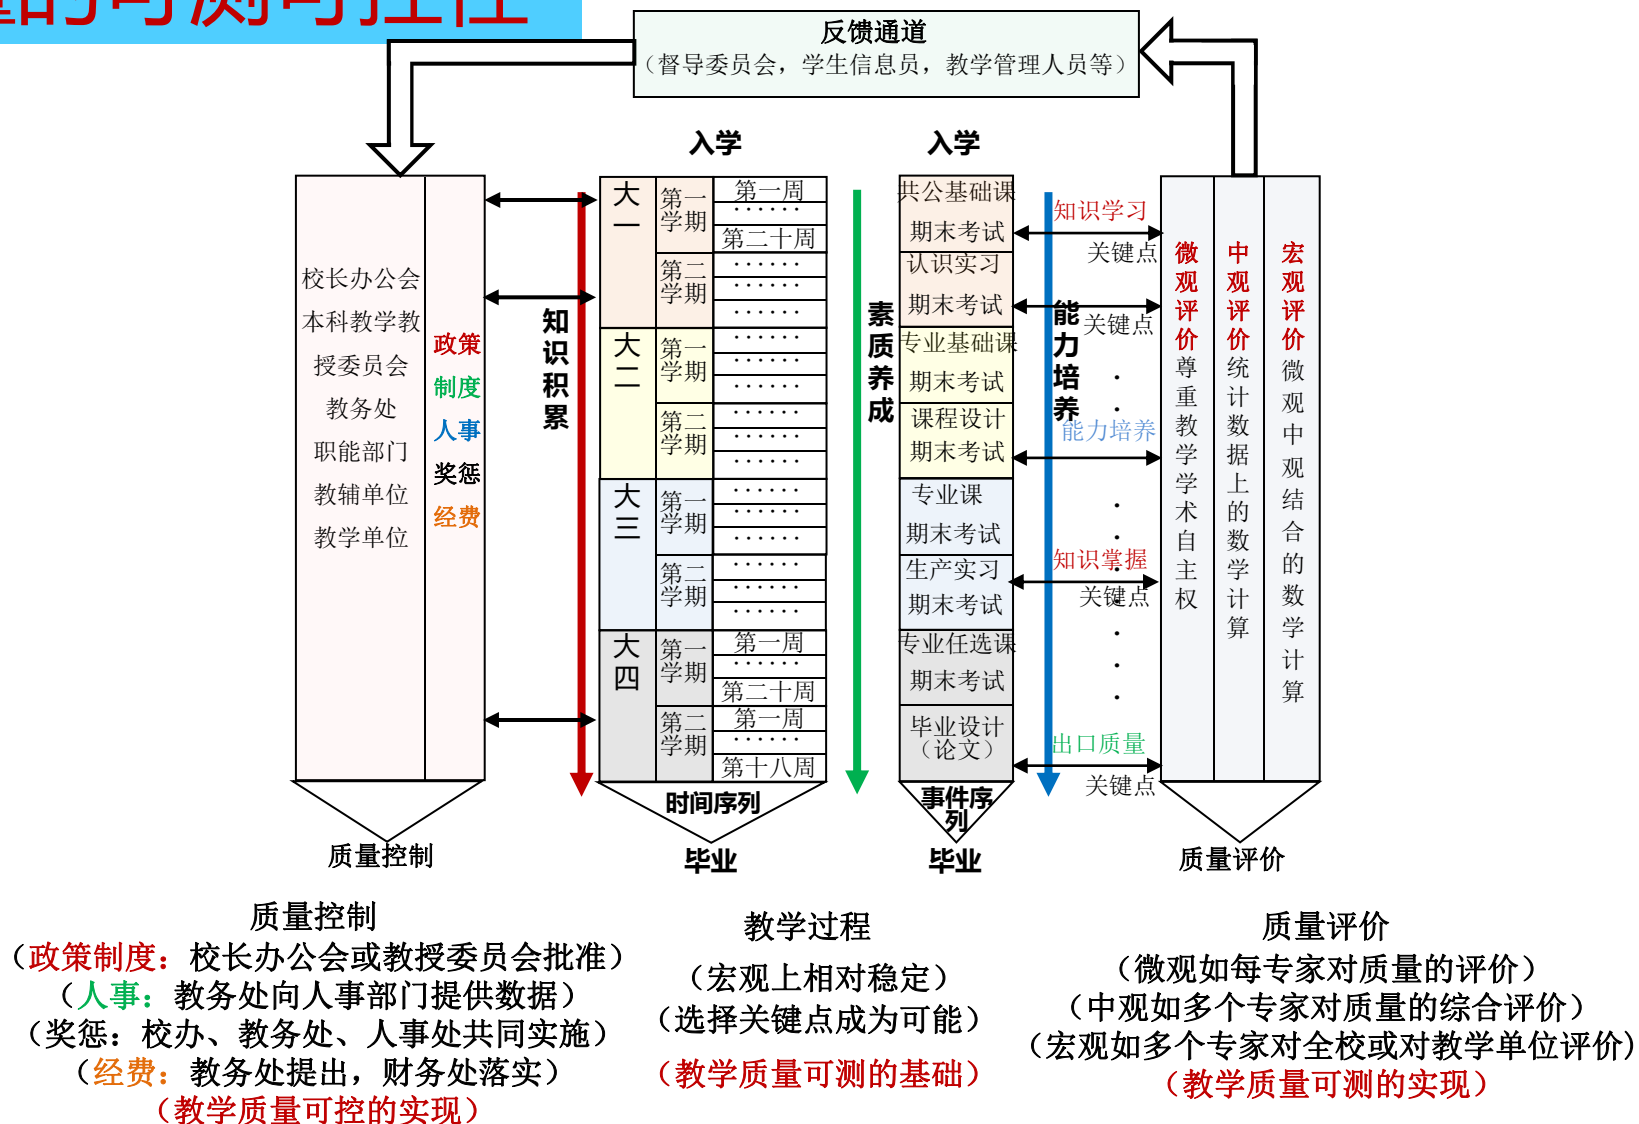 量的可测可控性
反馈通道
（督导委员会，学生信息员，教学管理人员等）
入学
入学
校长办公会
本科教学教
授委员会
教务处
职能部门
教辅单位
教学单位
政策
制度
人事
奖惩
经费
质量控制
知识积累
大一
第一学期
第一周
······
第二十周
第二学期
······
······
······
大二
第一学期
······
······
······
第二学期
······
······
······
大三
第一学期
······
······
······
第二学期
······
······
······
大四
第一学期
第一周
······
第二十周
第二学期
第一周
······
第十八周
时间序列
毕业
素质养成
共公基础课
期末考试
认识实习
期末考试
专业基础课
期末考试
课程设计
期末考试
专业课
期末考试
生产实习
期末考试
专业任选课
期末考试
毕业设计
（论文）
事件序
列
毕业
能力培养
知识学习
关键点
关键点
能力培养
知识掌握
关键点
出口质量
关键点
微观评价尊重教学学术自主权
中观评价统计数据上的数学计算
宏观评价微观中观结合的数学计算
质量评价
质量控制
（政策制度：校长办公会或教授委员会批准）
（人事：教务处向人事部门提供数据）
（奖惩：校办、教务处、人事处共同实施）
（经费：教务处提出，财务处落实）
（教学质量可控的实现）
教学过程
（宏观上相对稳定）
（选择关键点成为可能）
（教学质量可测的基础）
质量评价
（微观如每专家对质量的评价）
（中观如多个专家对质量的综合评价）
（宏观如多个专家对全校或对教学单位评价)
（教学质量可测的实现）